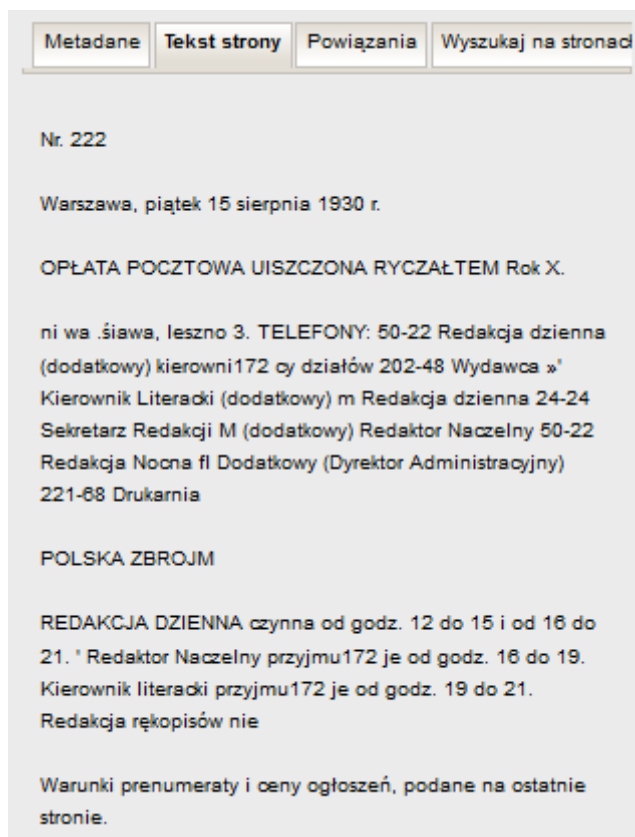 Metadane Tekst strony Powiązania Wyszukaj na stronach
Nr. 222
Warszawa, piątek 15 sierpnia 1930 r.
OPŁATA POCZTOWA UISZCZONA RYCZAŁTEM Rok X.
ni wa .śiawa, leszno 3. TELEFONY: 50-22 Redakcja dzienna
(dodatkowy) kierowni172 cy działów 202-48 Wydawca »'
Kierownik Literacki (dodatkowy) m Redakcja dzienna 24-24
Sekretarz Redakcji M (dodatkowy) Redaktor Naczelny 50-22
Redakcja Nocna fl Dodatkowy (Dyrektor Administracyjny)
221-68 Drukarnia
POLSKA ZBROJM
REDAKCJA DZIENNA czynna od godz. 12 do 15 i od 16 do
21. ' Redaktor Naczelny przyjmu172 je od godz. 16 do 19.
Kierownik literacki przyjmu172 je od godz. 19 do 21.
Redakcja rękopisów nie
Warunki prenumeraty i ceny ogłoszeń, podane na ostatnie
stronie.